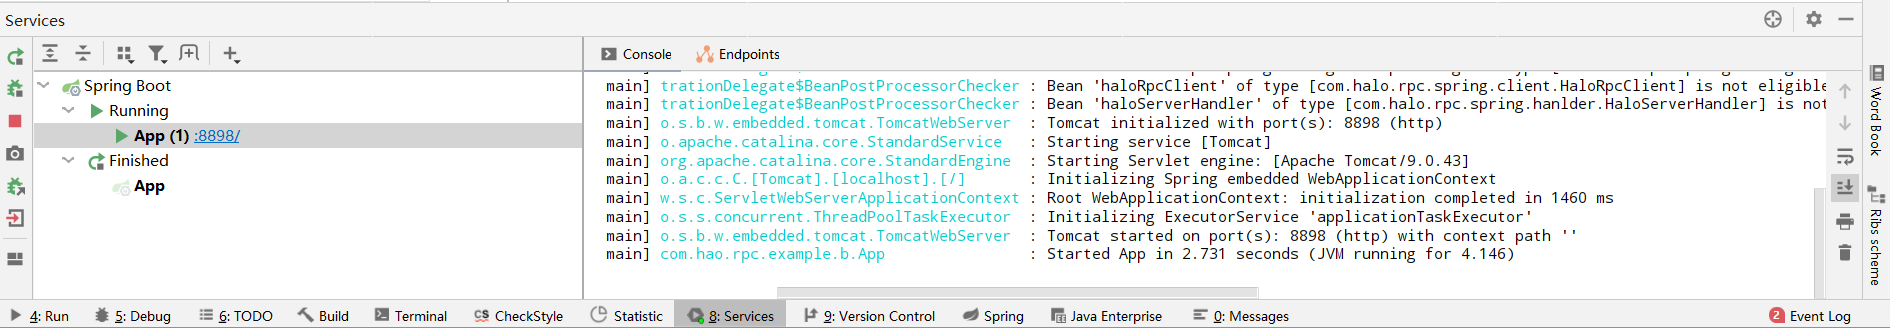 Services
Console Endpoints
Spring Boot
Running
App (1) :8898/
Finished
App
main]
main] trationDelegate$BeanPostProcessorChecker : Bean 'haloRpcClient' of type [com.halo.rpc.spring.client.HaloRpcClient] is not eligible
main] trationDelegate$BeanPostProcessorChecker : Bean 'haloServerHandler' of type [com.halo.rpc.spring.hanlder.HaloServerHandler] is not
main] o.s.b.w.embedded.tomcat.TomcatWebServer : Tomcat initialized with port(s): 8898 (http)
main] o.apache.catalina.core.StandardService : Starting service [Tomcat]
main] org.apache.catalina.core.StandardEngine : Starting Servlet engine: [Apache Tomcat/9.0.43]
main] o.a.c.c.C.[Tomcat].[localhost].[/] : Initializing Spring embedded WebApplicationContext
main] w.s.c.ServletWebServerApplicationContext : Root WebApplicationContext: initialization completed in 1460 ms
main] o.s.s.concurrent.ThreadPoolTaskExecutor : Initializing ExecutorService 'applicationTaskExecutor'
main] o.s.b.w.embedded.tomcat.TomcatWebServer : Tomcat started on port(s): 8898 (http) with context path ''
main] com.hao.rpc.example.b.App : Started App in 2.731 seconds (JVM running for 4.146)
Word Book
Ribs scheme
4: Run 5: Debug 6: TODO Build Terminal CS CheckStyle Statistic 8: Services 9: Version Control Spring Java Enterprise 0: Messages 2 Event Log